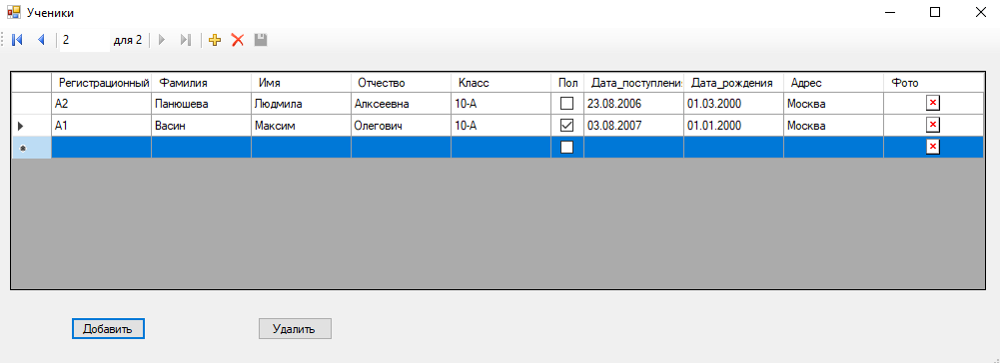 Ученики
2 для 2
Регистрационный Фамилия Имя Отчество Класс Пол Дата_поступлени Дата_рождения Адрес Фото
А2 Панюшева Людмила Алксеевна 10-А 23.08.2006 01.03.2000 Москва
А1 Васин Максим Олегович 10-А 03.08.2007 01.01.2000 Москва
Добавить Удалить